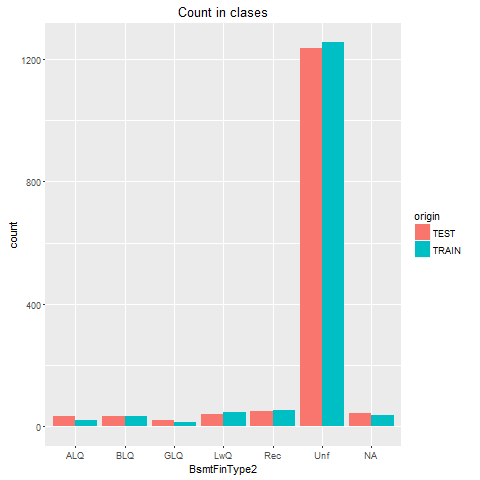 Count in clases
1200
800
400
0
count
ALQ BLQ GLQ LwQ Rec Unf NA
BsmtFinType2
origin
TEST
TRAIN